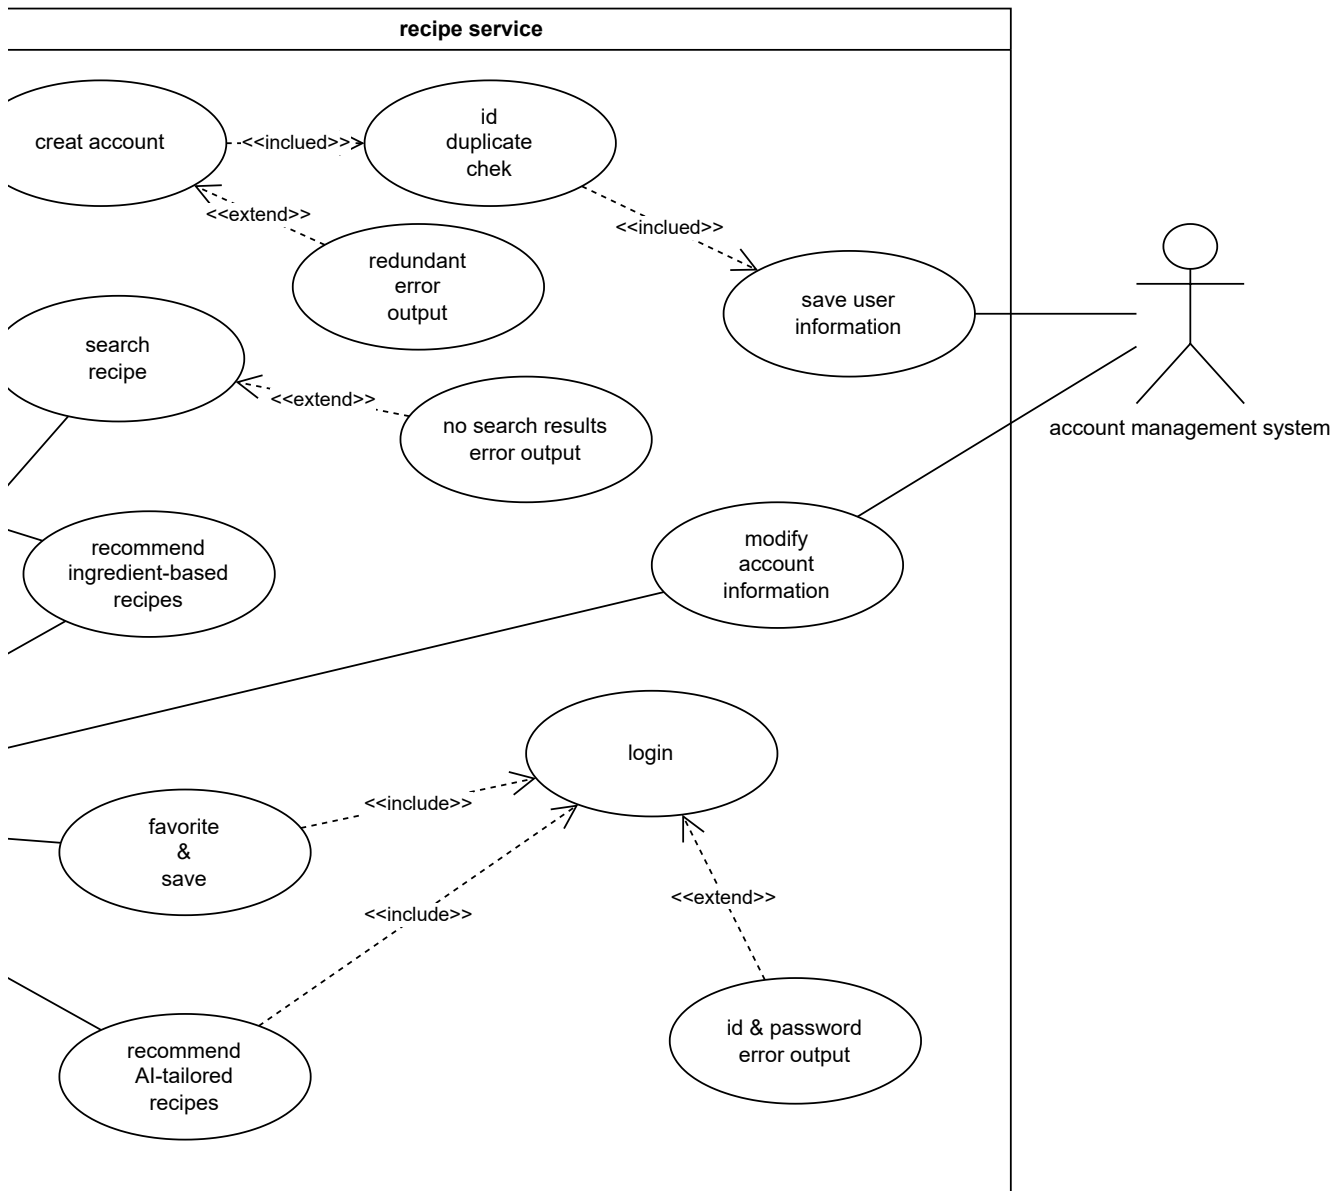 recipe service
creat account
<<inclued>>
id
duplicate
chek
<<extend>>
<<inclued>>
redundant
error
output
save user
information
search
recipe
<<extend>>
no search results
error output
account management system
recommend
ingredient-based
recipes
modify
account
information
login
<<include>>
favorite
&
save
<<include>>
<<extend>>
recommend
AI-tailored
recipes
id & password
error output